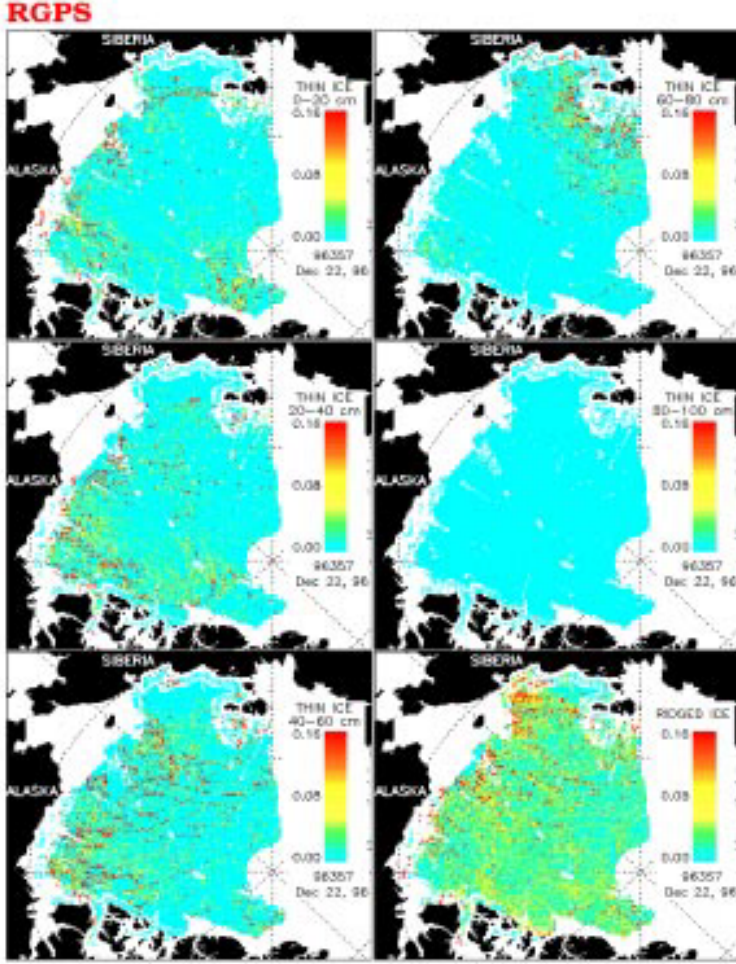 RGPS
SIBERIA
THIN ICE
0-20 cm
0.16
ALASKA
0.08
0.00
96357
Dec 22, 96
SIBERIA
THIN ICE
60-80 cm
0.16
ALASKA
0.08
0.00
96357
Dec 22, 96
SIBERIA
THIN ICE
20-40 cm
0.16
ALASKA
0.08
0.00
96357
Dec 22, 96
SIBERIA
THIN ICE
80-100 cm
0.16
ALASKA
0.08
0.00
96357
Dec 22, 96
SIBERIA
THIN ICE
40-60 cm
0.16
ALASKA
0.08
0.00
96357
Dec 22, 96
SIBERIA
RIDGED ICE
0.16
ALASKA
0.08
0.00
96357
Dec 22, 96